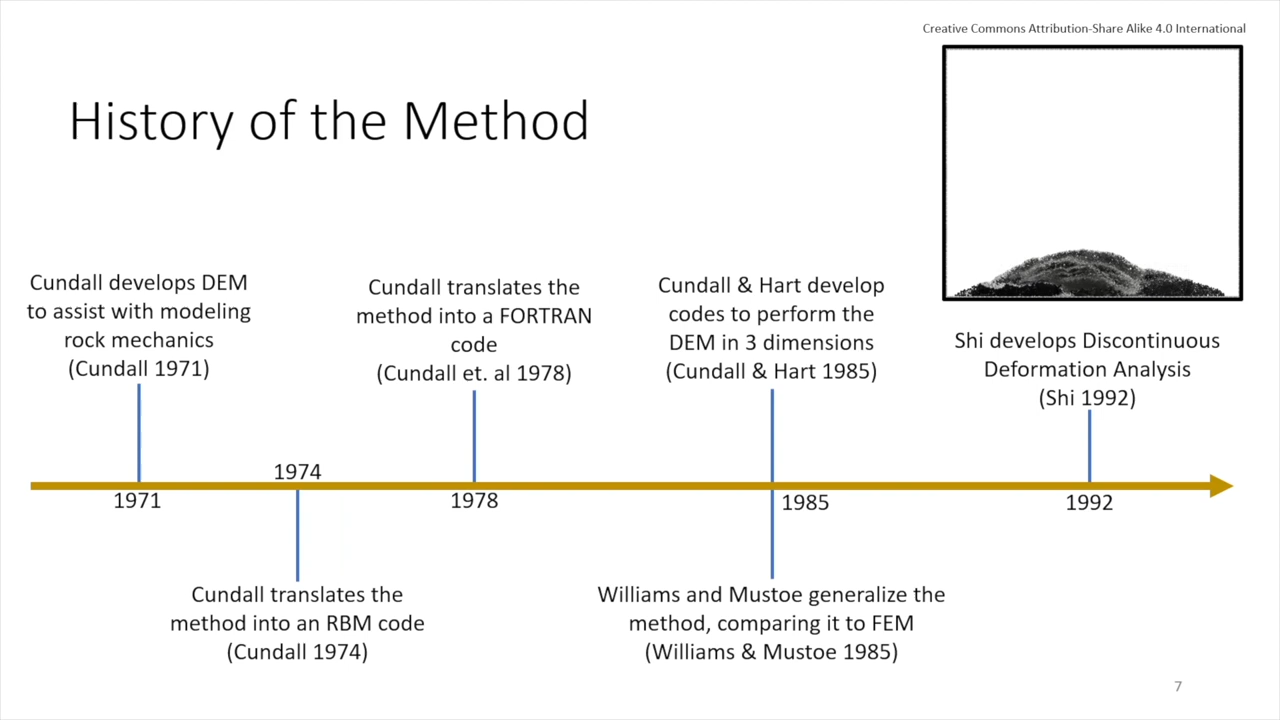 Creative Commons Attribution-Share Alike 4.0 International
History of the Method
Cundall develops DEM
to assist with modeling
rock mechanics
(Cundall 1971)
Cundall translates the
method into a FORTRAN
code
(Cundall et. al 1978)
Cundall & Hart develop
codes to perform the
DEM in 3 dimensions
(Cundall & Hart 1985)
Shi develops Discontinuous
Deformation Analysis
(Shi 1992)
1971
1974
1978
1985
1992
Cundall translates the
method into an RBM code
(Cundall 1974)
Williams and Mustoe generalize the
method, comparing it to FEM
(Williams & Mustoe 1985)
7